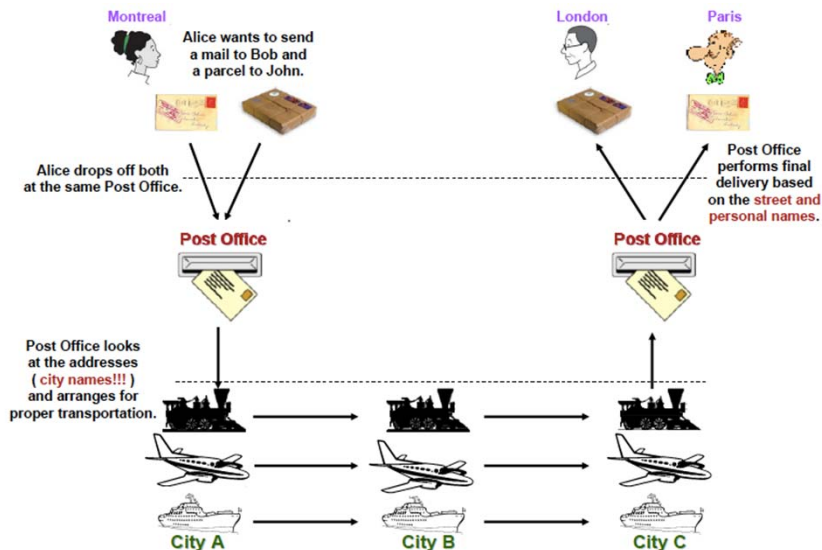 Montreal
Alice wants to send
a mail to Bob and
a parcel to John.
London
Paris
Alice drops off both
at the same Post Office.
Post Office
performs final
delivery based
on the street and
personal names.
Post Office
Post Office
Post Office looks
at the addresses
( city names!!! )
and arranges for
proper transportation.
City A
City B
City C